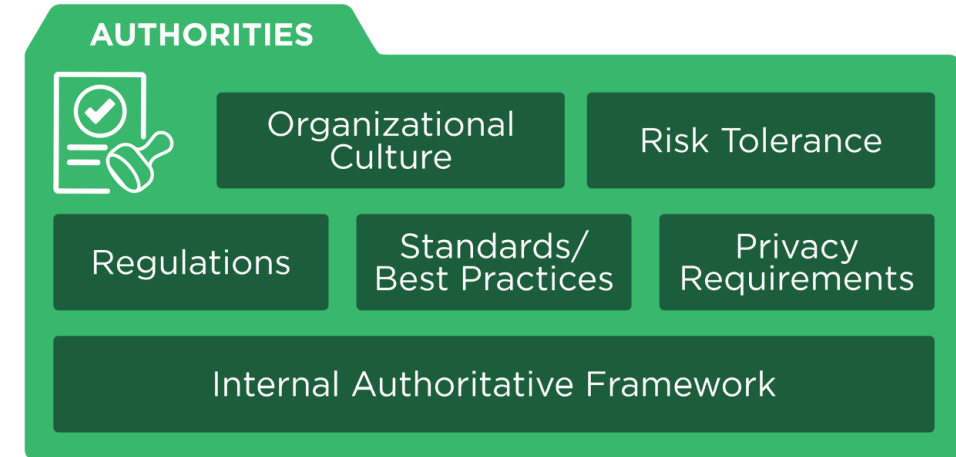 AUTHORITIES
Organizational
Culture
Risk Tolerance
Regulations
Standards/
Best Practices
Privacy
Requirements
Internal Authoritative Framework